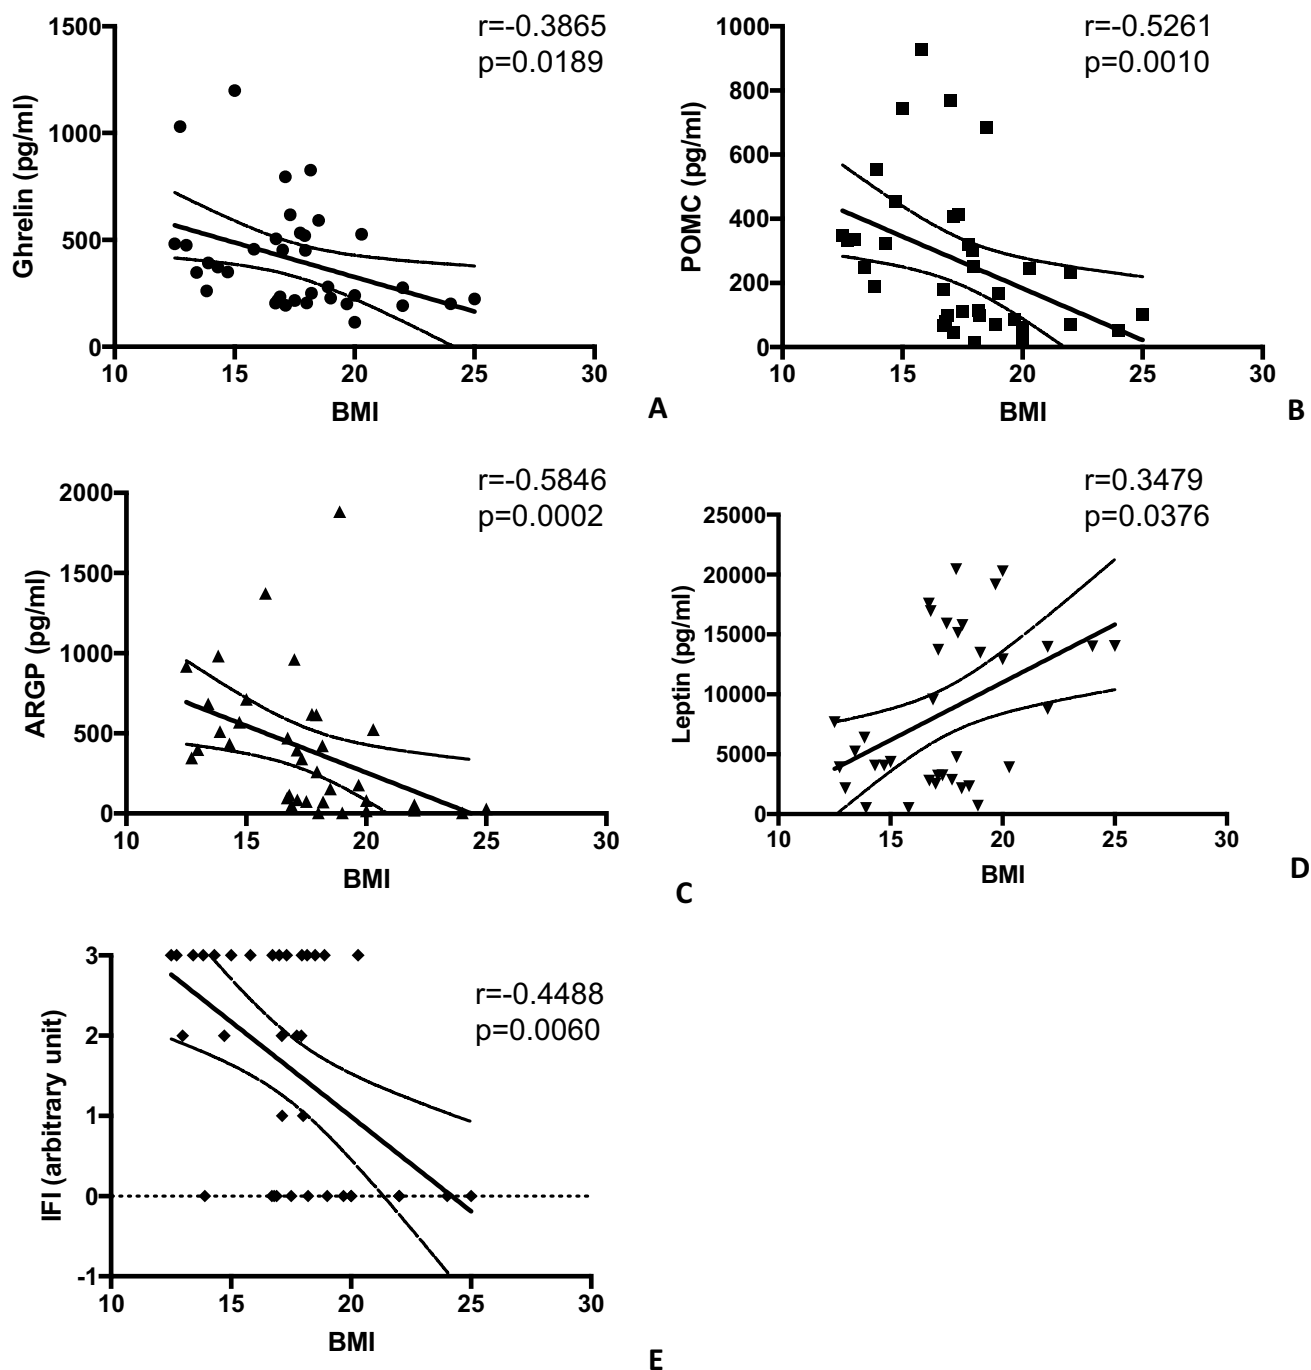 r=-0.3865
p=0.0189
1500
1000
500
0
Ghrelin (pg/ml)
10 15 20 25 30
BMI
A
r=-0.5261
p=0.0010
1000
800
600
400
200
0
POMC (pg/ml)
10 15 20 25 30
BMI
B
r=-0.5846
p=0.0002
2000
1500
1000
500
0
ARGP (pg/ml)
10 15 20 25 30
BMI
C
r=0.3479
p=0.0376
25000
20000
15000
10000
5000
0
Leptin (pg/ml)
10 15 20 25 30
BMI
D
r=-0.4488
p=0.0060
3
2
1
0
-1
IFI (arbitrary unit)
10 15 20 25 30
BMI
E